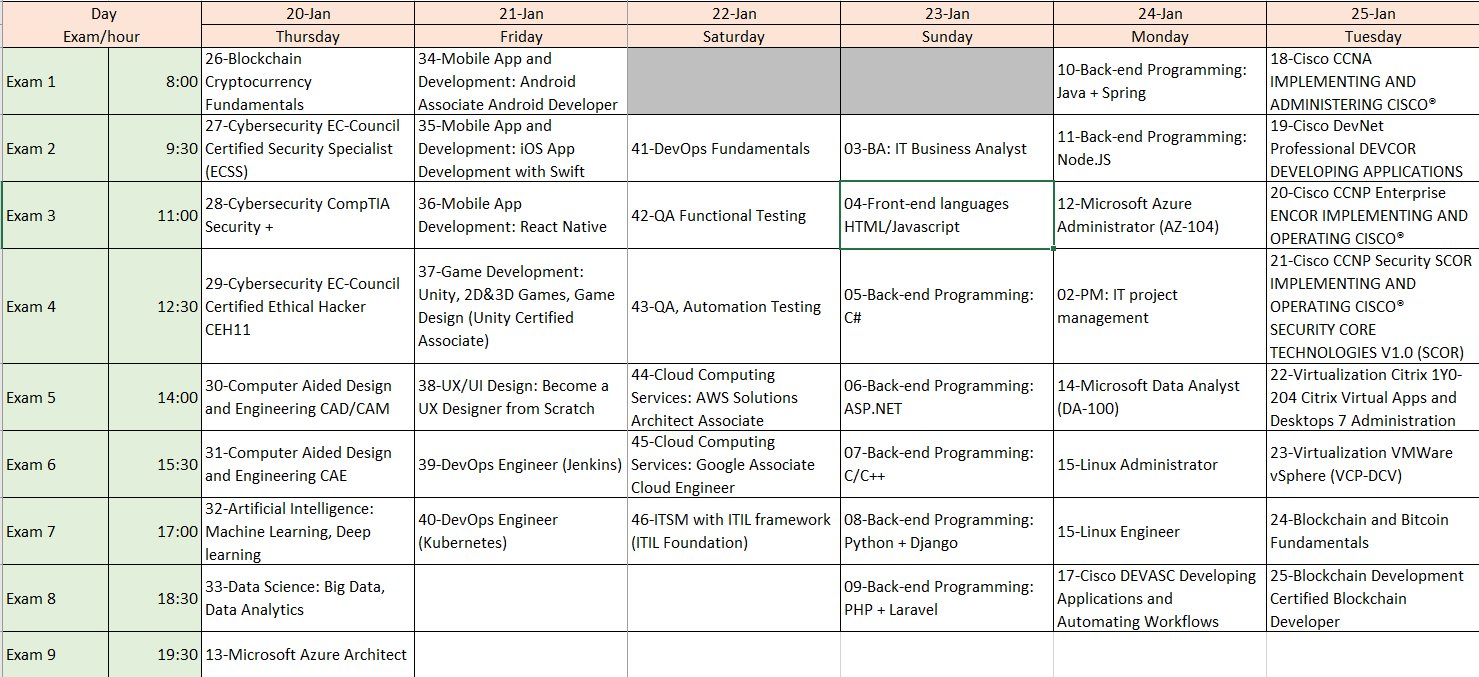 Day 20-Jan 21-Jan 22-Jan 23-Jan 24-Jan 25-Jan
Exam/hour Thursday Friday Saturday Sunday Monday Tuesday
Exam 1
8:00
26-Blockchain
Cryptocurrency
Fundamentals
34-Mobile App and
Development: Android
Associate Android Developer
10-Back-end Programming:
Java + Spring
18-Cisco CCNA
IMPLEMENTING AND
ADMINISTERING CISCO®
Exam 2
9:30
27-Cybersecurity EC-Council
Certified Security Specialist
(ECSS)
35-Mobile App and
Development: iOS App
Development with Swift
41-DevOps Fundamentals
03-BA: IT Business Analyst
11-Back-end Programming:
Node.JS
19-Cisco DevNet
Professional DEVCOR
DEVELOPING APPLICATIONS
Exam 3
11:00
28-Cybersecurity CompTIA
Security +
36-Mobile App
Development: React Native
42-QA Functional Testing
04-Front-end languages
HTML/Javascript
12-Microsoft Azure
Administrator (AZ-104)
20-Cisco CCNP Enterprise
ENCOR IMPLEMENTING AND
OPERATING CISCO®
Exam 4
12:30
29-Cybersecurity EC-Council
Certified Ethical Hacker
CEH11
37-Game Development:
Unity, 2D&3D Games, Game
Design (Unity Certified
Associate)
43-QA, Automation Testing
05-Back-end Programming:
C#
02-PM: IT project
management
21-Cisco CCNP Security SCOR
IMPLEMENTING AND
OPERATING CISCO®
SECURITY CORE
TECHNOLOGIES V1.0 (SCOR)
Exam 5
14:00
30-Computer Aided Design
and Engineering CAD/CAM
38-UX/UI Design: Become a
UX Designer from Scratch
44-Cloud Computing
Services: AWS Solutions
Architect Associate
06-Back-end Programming:
ASP.NET
14-Microsoft Data Analyst
(DA-100)
22-Virtualization Citrix 1Y0-
204 Citrix Virtual Apps and
Desktops 7 Administration
Exam 6
15:30
31-Computer Aided Design
and Engineering CAE
39-DevOps Engineer (Jenkins)
45-Cloud Computing
Services: Google Associate
Cloud Engineer
07-Back-end Programming:
C/C++
15-Linux Administrator
23-Virtualization VMWare
vSphere (VCP-DCV)
Exam 7
17:00
32-Artificial Intelligence:
Machine Learning, Deep
learning
40-DevOps Engineer
(Kubernetes)
46-ITSM with ITIL framework
(ITIL Foundation)
08-Back-end Programming:
Python + Django
15-Linux Engineer
24-Blockchain and Bitcoin
Fundamentals
Exam 8
18:30
33-Data Science: Big Data,
Data Analytics
09-Back-end Programming:
PHP + Laravel
17-Cisco DEVASC Developing
Applications and
Automating Workflows
25-Blockchain Development
Certified Blockchain
Developer
Exam 9
19:30
13-Microsoft Azure Architect